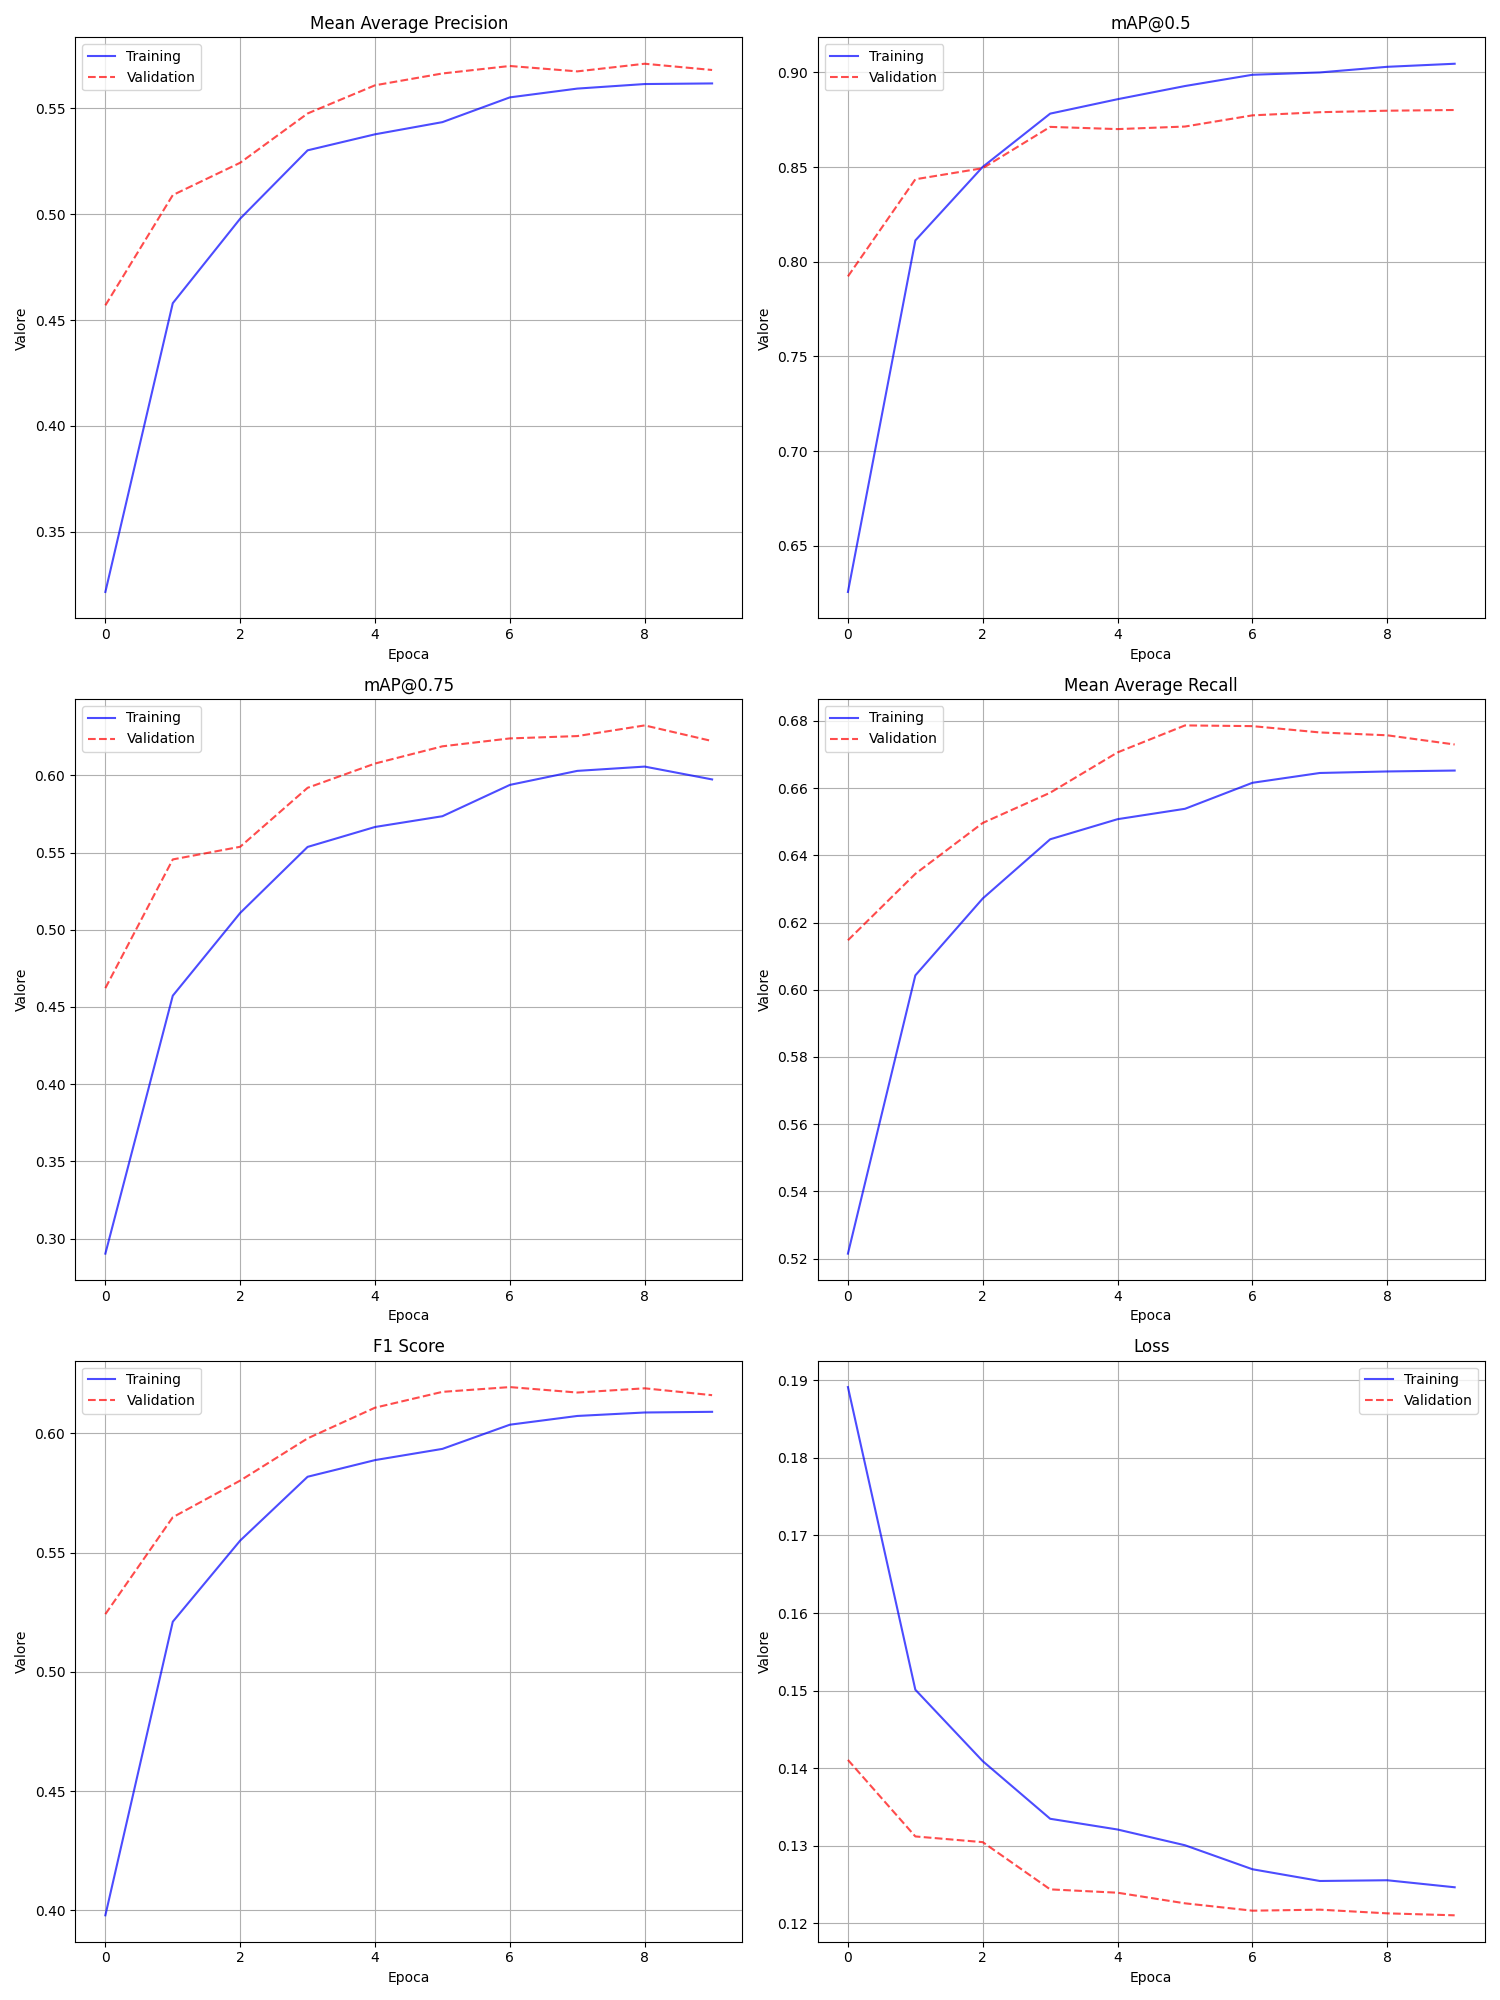 Mean Average Precision
Training
Validation
0.55
0.50
0.45
0.40
0.35
Valore
0 2 4 6 8
Epoca
mAP@0.5
Training
Validation
0.90
0.85
0.80
0.75
0.70
0.65
Valore
0 2 4 6 8
Epoca
mAP@0.75
Training
Validation
0.60
0.55
0.50
0.45
0.40
0.35
0.30
Valore
0 2 4 6 8
Epoca
Mean Average Recall
Training
Validation
0.68
0.66
0.64
0.62
0.60
0.58
0.56
0.54
0.52
Valore
0 2 4 6 8
Epoca
F1 Score
Training
Validation
0.60
0.55
0.50
0.45
0.40
Valore
0 2 4 6 8
Epoca
Loss
Training
Validation
0.19
0.18
0.17
0.16
0.15
0.14
0.13
0.12
Valore
0 2 4 6 8
Epoca